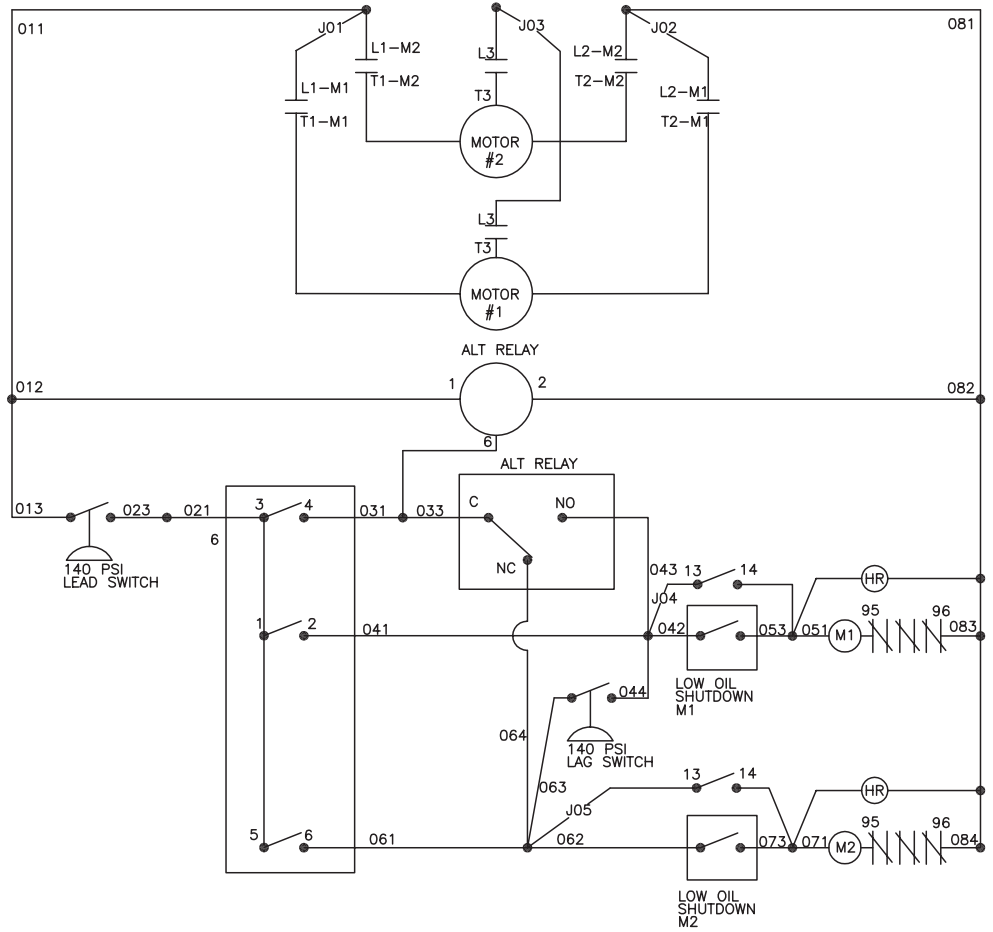 011
J01
J03
J02
081
L1-M2
L3
L2-M2
T1-M2
T2-M2
L1-M1
L2-M1
T3
T1-M1
T2-M1
MOTOR
#2
L3
T3
MOTOR
#1
ALT RELAY
012
1
2
082
6
ALT RELAY
C
NO
NC
013
023
021
3
4
031
033
6
140 PSI
LEAD SWITCH
043
13
14
HR
J04
1
2
041
042
053
051
M1
95
96
083
LOW OIL
SHUTDOWN
M1
044
064
140 PSI
LAG SWITCH
063
13
14
HR
J05
5
6
061
062
073
071
M2
95
96
084
LOW OIL
SHUTDOWN
M2